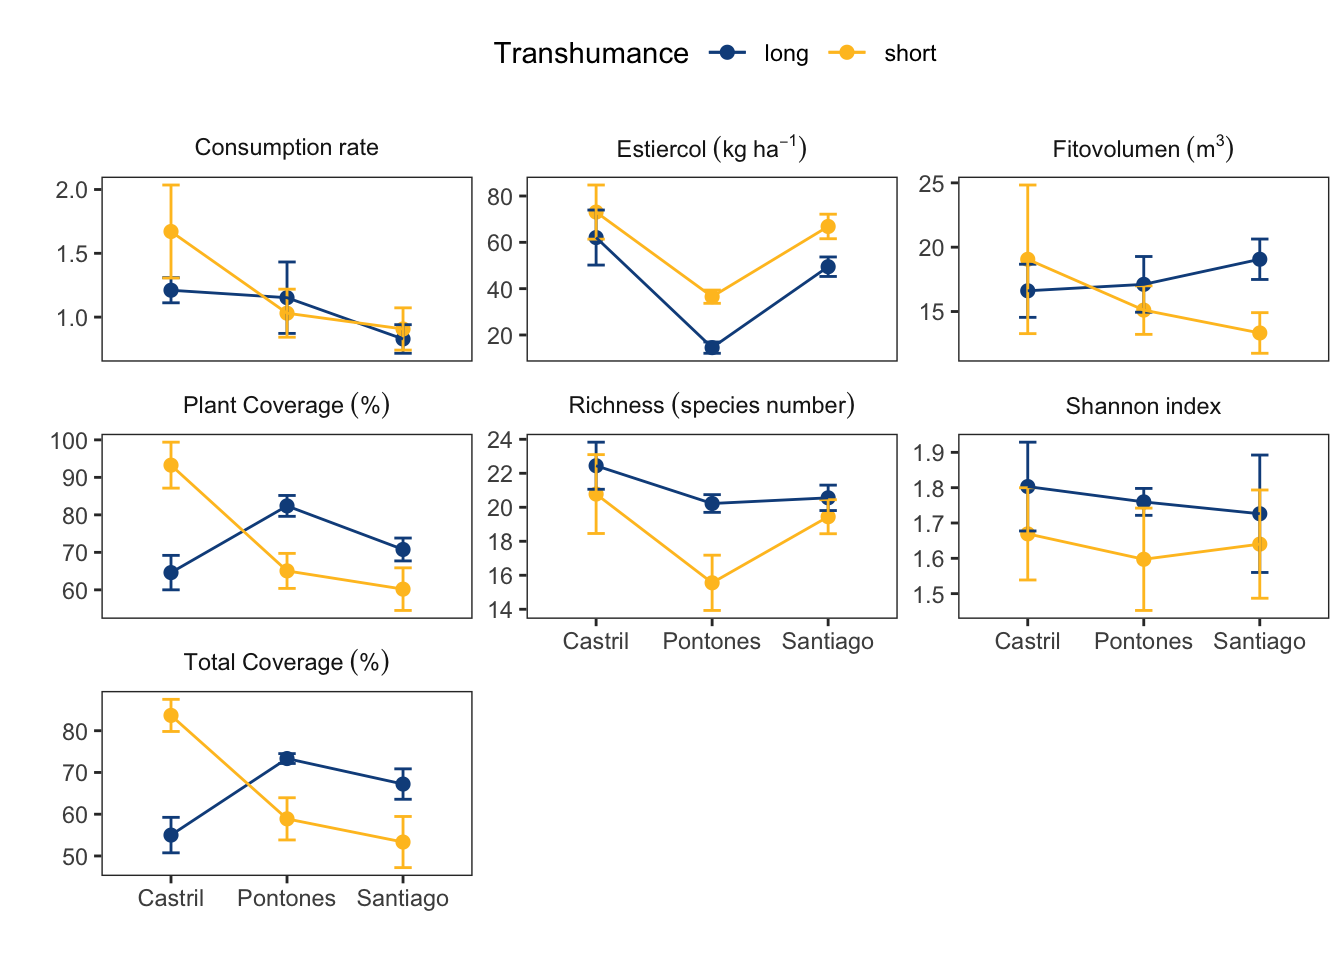 Transhumance long short
Consumption rate
2.0
1.5
1.0
Estiercol (kg ha⁻¹)
80
60
40
20
Fitovolumen (m³)
25
20
15
Plant Coverage (%)
100
90
80
70
60
Richness (species number)
24
22
20
18
16
14
Castril Pontones Santiago
Shannon index
1.9
1.8
1.7
1.6
1.5
Castril Pontones Santiago
Total Coverage (%)
80
70
60
50
Castril Pontones Santiago